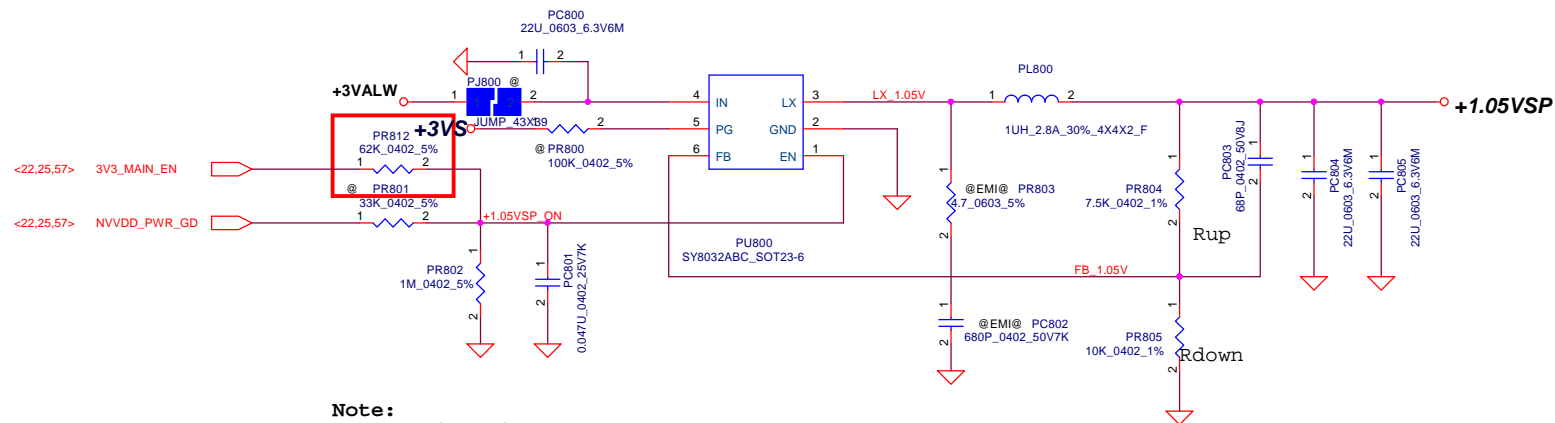 PC800
22U_0603_6.3V6M
1 2
PJ800 @
+3VALW
1 1 2 2
JUMP_43X39
+3VS
1 2
@ PR800
100K_0402_5%
4 IN
5 PG
6 FB
LX 3
GND 2
EN 1
PU800
SY8032ABC_SOT23-6
LX_1.05V
PL800
1 2
1UH_2.8A_30%_4X4X2_F
+1.05VSP
PR812
62K_0402_5%
1 2
<22,25,57> 3V3_MAIN_EN
@ PR801
33K_0402_5%
1 2
<22,25,57> NVVDD_PWR_GD
+1.05VSP_ON
1
PR802
1M_0402_5%
2
1
2
PC801
0.047U_0402_25V7K
1
@EMI@ PR803
4.7_0603_5%
2
1
@EMI@ PC802
680P_0402_50V7K
2
1
PR804
7.5K_0402_1%
2
Rup
1
2
PC803
68P_0402_50V8J
1
2
PC804
22U_0603_6.3V6M
1
2
PC805
22U_0603_6.3V6M
FB_1.05V
1
PR805
10K_0402_1%
2
Rdown
Note: